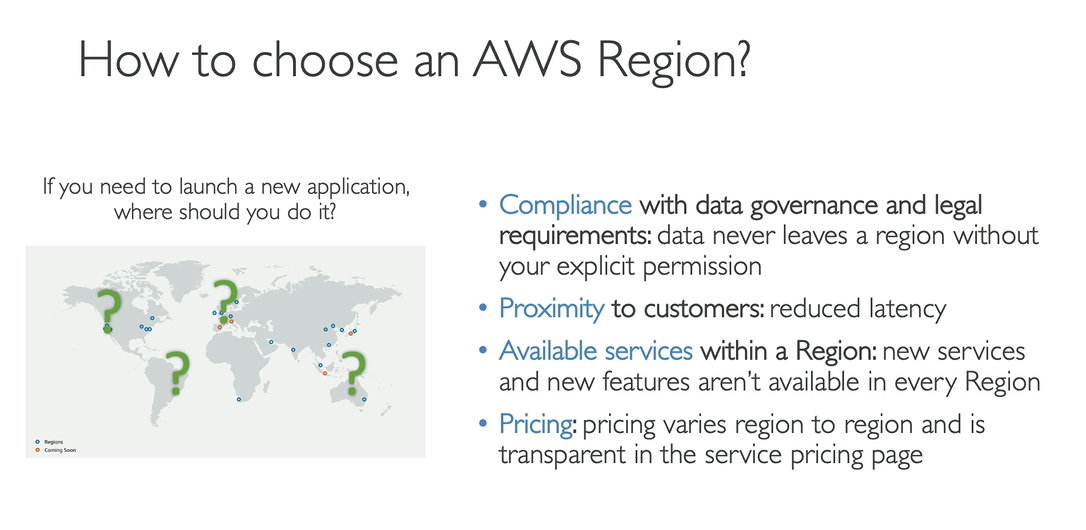 How to choose an AWS Region?
If you need to launch a new application,
where should you do it?
?
?
?
?
Regions
Coming Soon
• Compliance with data governance and legal
requirements: data never leaves a region without
your explicit permission
• Proximity to customers: reduced latency
• Available services within a Region: new services
and new features aren’t available in every Region
• Pricing: pricing varies region to region and is
transparent in the service pricing page